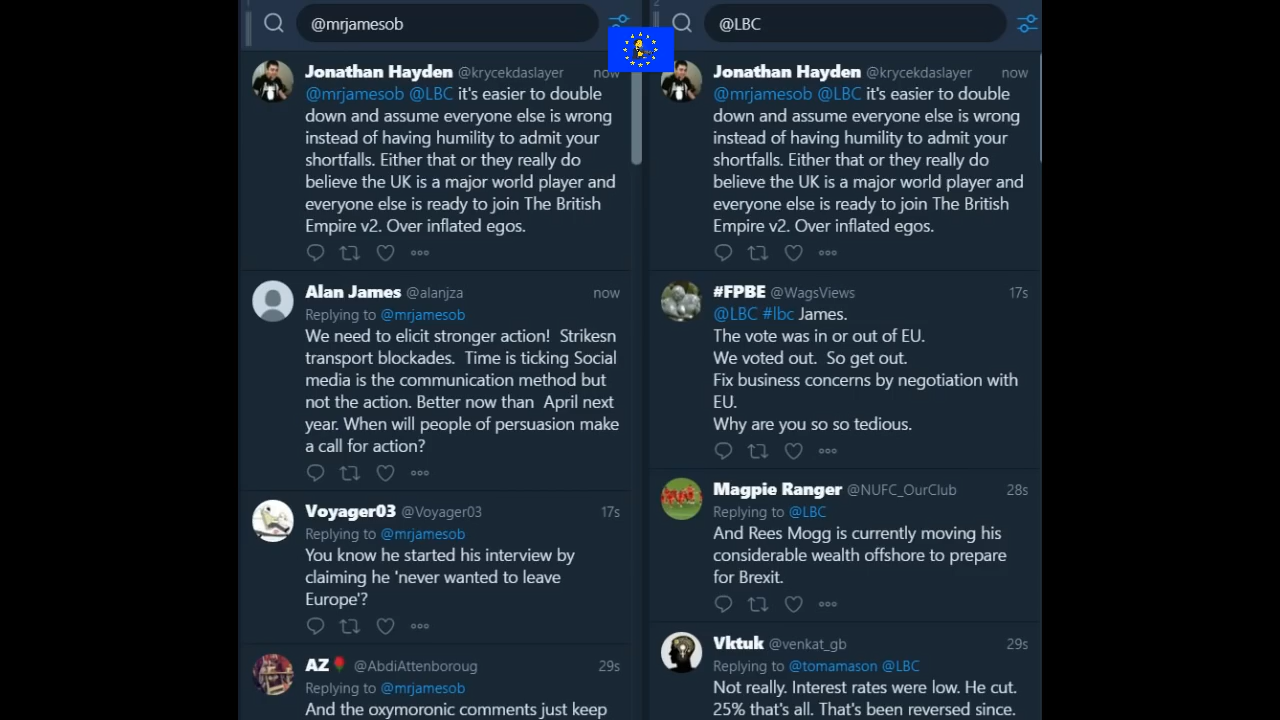 @mrjamesob
Jonathan Hayden @krycekdaslayer now
@mrjamesob @LBC it's easier to double
down and assume everyone else is wrong
instead of having humility to admit your
shortfalls. Either that or they really do
believe the UK is a major world player and
everyone else is ready to join The British
Empire v2. Over inflated egos.
Alan James @alanjza now
Replying to @mrjamesob
We need to elicit stronger action! Strikesn
transport blockades. Time is ticking Social
media is the communication method but
not the action. Better now than April next
year. When will people of persuasion make
a call for action?
Voyager03 @Voyager03 17s
Replying to @mrjamesob
You know he started his interview by
claiming he 'never wanted to leave
Europe'?
AZ🌹 @AbdiAttenboroug 29s
Replying to @mrjamesob
And the oxymoronic comments just keep
2
@LBC
Jonathan Hayden @krycekdaslayer now
@mrjamesob @LBC it's easier to double
down and assume everyone else is wrong
instead of having humility to admit your
shortfalls. Either that or they really do
believe the UK is a major world player and
everyone else is ready to join The British
Empire v2. Over inflated egos.
#FPBE @WagsViews 17s
@LBC #lbc James.
The vote was in or out of EU.
We voted out. So get out.
Fix business concerns by negotiation with
EU.
Why are you so so tedious.
Magpie Ranger @NUFC_OurClub 28s
Replying to @LBC
And Rees Mogg is currently moving his
considerable wealth offshore to prepare
for Brexit.
Vktuk @venkat_gb 29s
Replying to @tomamason @LBC
Not really. Interest rates were low. He cut.
25% that's all. That's been reversed since.